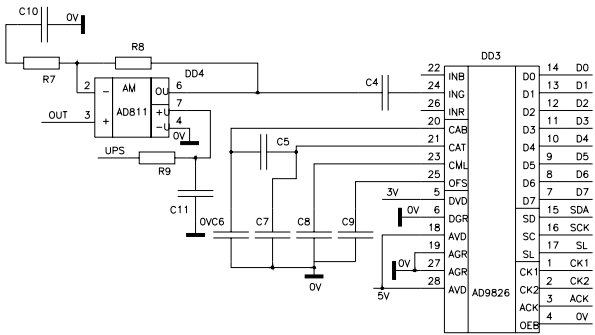 C10
0V
R7
R8
DD4
AM
AD811
OU
+U
-U
2
3
6
7
4
0V
OUT
UPS
R9
C11
C4
C5
0VC6
C7
C8
C9
0V
3V
0V
0V
5V
DD3
22 INB D0 14 D0
24 ING D1 13 D1
26 INR D2 12 D2
20 CAB D3 11 D3
21 CAT D4 10 D4
23 CML D5 9 D5
25 OFS D6 8 D6
5 DVD D7 7 D7
6 DGR SD 15 SDA
18 AVD SC 16 SCK
19 AGR SL 17 SL
27 AGR CK1 1 CK1
28 AVD CK2 2 CK2
AD9826 ACK 3 ACK
OEB 4 0V